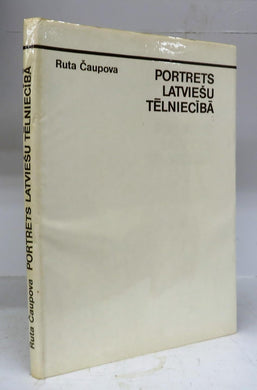 Ruta Čaupova
PORTRETS
LATVIEŠU
TĒLNIECĪBĀ
Ruta Čaupova PORTRETS LATVIEŠU TĒLNIECĪBĀ